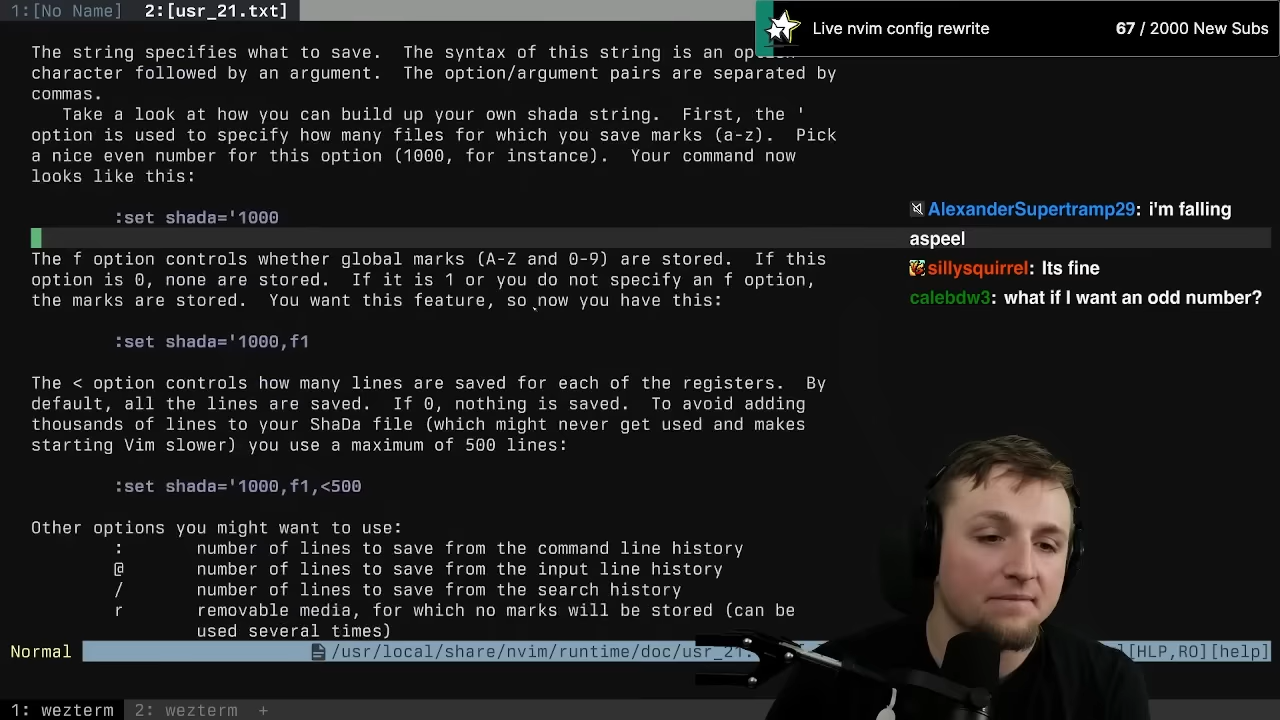 1:[No Name]  2:[usr_21.txt]
Live nvim config rewrite
67 / 2000 New Subs
The string specifies what to save.  The syntax of this string is an option
character followed by an argument.  The option/argument pairs are separated by
commas.
Take a look at how you can build up your own shada string.  First, the '
option is used to specify how many files for which you save marks (a-z).  Pick
a nice even number for this option (1000, for instance).  Your command now
looks like this:
:set shada='1000
The f option controls whether global marks (A-Z and 0-9) are stored.  If this
option is 0, none are stored.  If it is 1 or you do not specify an f option,
the marks are stored.  You want this feature, so now you have this:
:set shada='1000,f1
The < option controls how many lines are saved for each of the registers.  By
default, all the lines are saved.  If 0, nothing is saved.  To avoid adding
thousands of lines to your ShaDa file (which might never get used and makes
starting Vim slower) you use a maximum of 500 lines:
:set shada='1000,f1,<500
Other options you might want to use:
: number of lines to save from the command line history
@ number of lines to save from the input line history
/ number of lines to save from the search history
r removable media, for which no marks will be stored (can be
used several times)
AlexanderSupertramp29: i'm falling
aspeel
sillysquirrel: Its fine
calebdw3: what if I want an odd number?
Normal /usr/local/share/nvim/runtime/doc/usr_21. [HLP,RO][help]
1: wezterm  2: wezterm  +